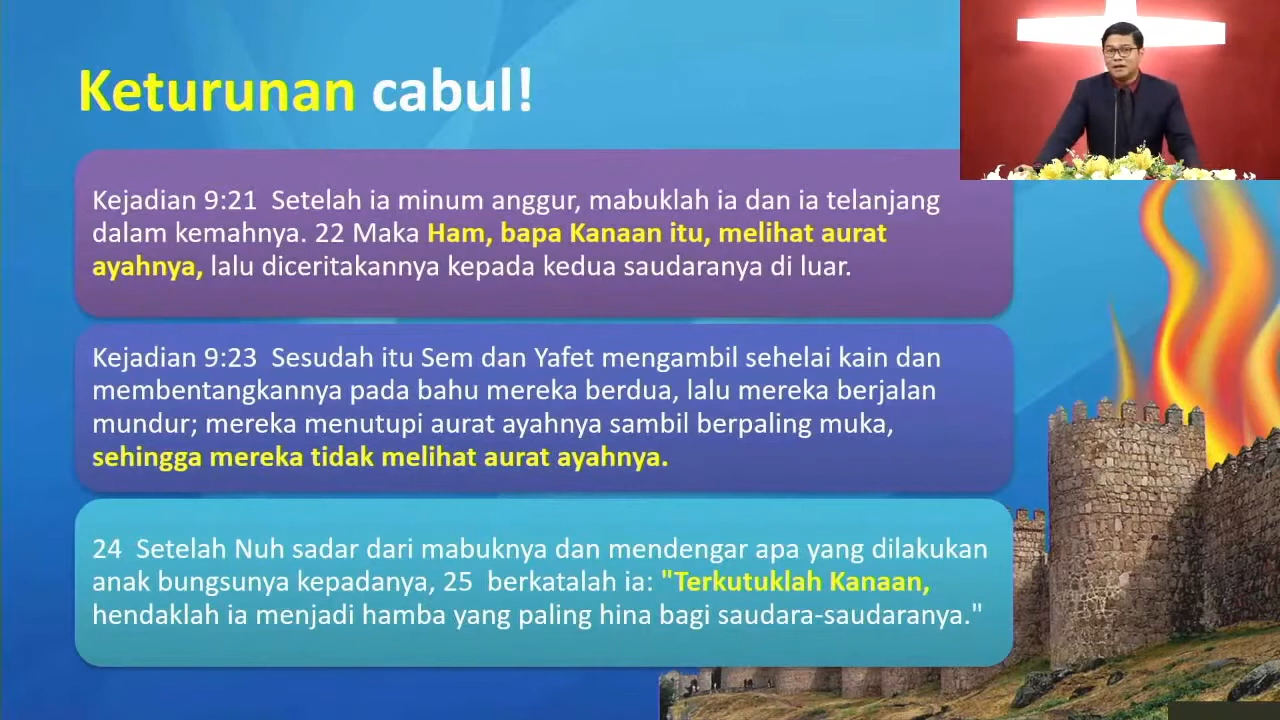 Keturunan cabul!
Kejadian 9:21  Setelah ia minum anggur, mabuklah ia dan ia telanjang
dalam kemahnya. 22 Maka Ham, bapa Kanaan itu, melihat aurat
ayahnya, lalu diceritakannya kepada kedua saudaranya di luar.
Kejadian 9:23  Sesudah itu Sem dan Yafet mengambil sehelai kain dan
membentangkannya pada bahu mereka berdua, lalu mereka berjalan
mundur; mereka menutupi aurat ayahnya sambil berpaling muka,
sehingga mereka tidak melihat aurat ayahnya.
24  Setelah Nuh sadar dari mabuknya dan mendengar apa yang dilakukan
anak bungsunya kepadanya, 25  berkatalah ia: "Terkutuklah Kanaan,
hendaklah ia menjadi hamba yang paling hina bagi saudara-saudaranya."